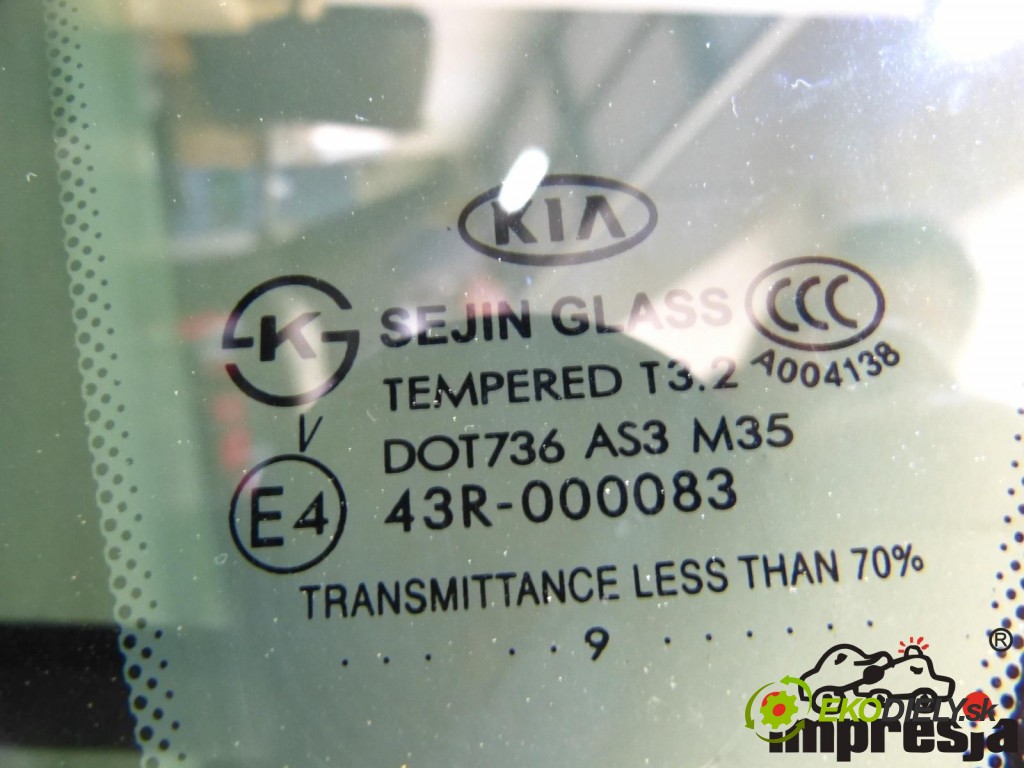 KIA
K
SEJIN GLASS
CCC
A004138
TEMPERED T3.2
V
DOT736 AS3 M35
E4
43R-000083
TRANSMITTANCE LESS THAN 70%
. . . . . 9 . . . . . . .
®
EKODIELY.sk
impresja